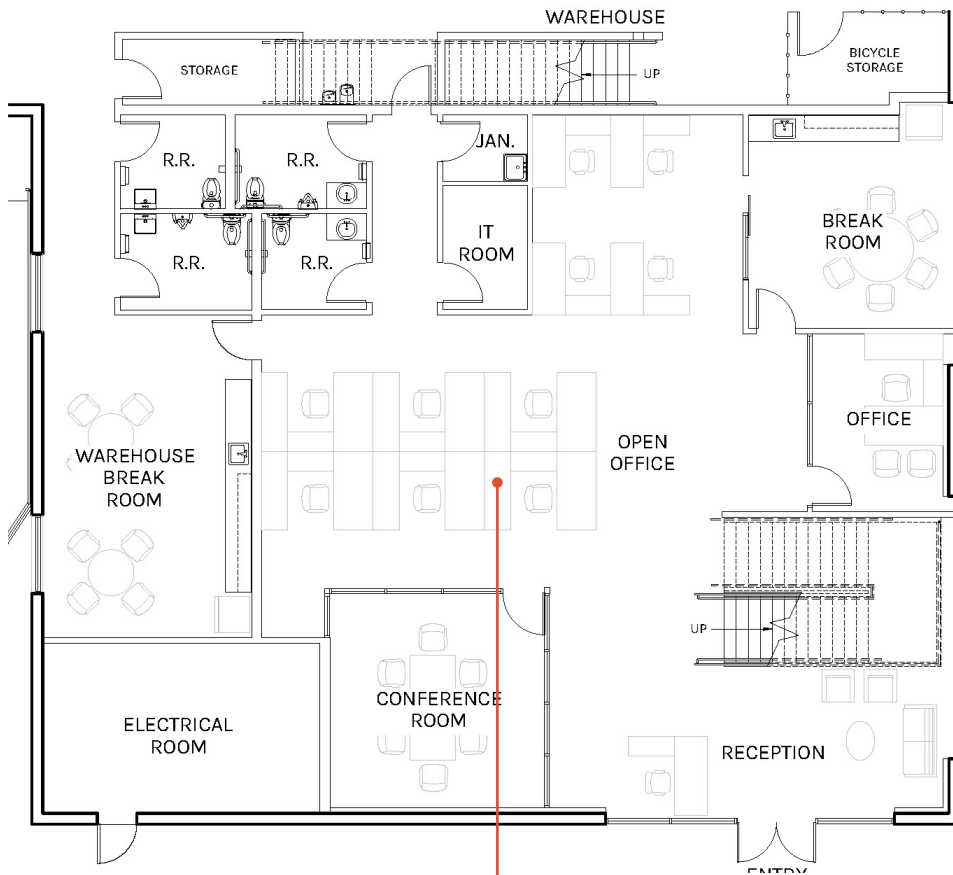 WAREHOUSE
BICYCLE
STORAGE
STORAGE
UP
JAN.
R.R.
R.R.
IT
ROOM
BREAK
ROOM
R.R.
R.R.
OFFICE
OPEN
OFFICE
WAREHOUSE
BREAK
ROOM
UP
CONFERENCE
ROOM
ELECTRICAL
ROOM
RECEPTION
ENTRY